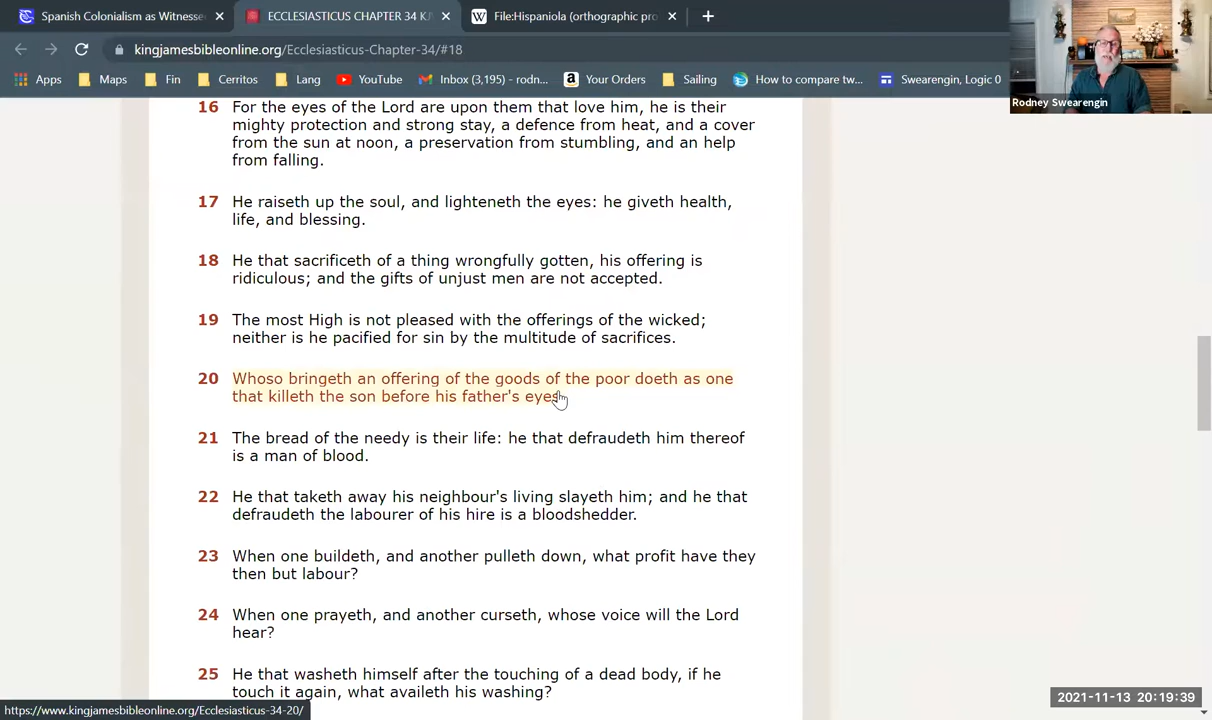 Spanish Colonialism as Witnesse
ECCLESIASTICUS CHAPTER 34 K
File:Hispaniola (orthographic pro
kingjamesbibleonline.org/Ecclesiasticus-Chapter-34/#18
Apps Maps Fin Cerritos Lang YouTube Inbox (3,195) - rodn... Your Orders Sailing How to compare tw... Swearengin, Logic 0
Rodney Swearengin
16 For the eyes of the Lord are upon them that love him, he is their
mighty protection and strong stay, a defence from heat, and a cover
from the sun at noon, a preservation from stumbling, and an help
from falling.
17 He raiseth up the soul, and lighteneth the eyes: he giveth health,
life, and blessing.
18 He that sacrificeth of a thing wrongfully gotten, his offering is
ridiculous; and the gifts of unjust men are not accepted.
19 The most High is not pleased with the offerings of the wicked;
neither is he pacified for sin by the multitude of sacrifices.
20 Whoso bringeth an offering of the goods of the poor doeth as one
that killeth the son before his father's eyes
21 The bread of the needy is their life: he that defraudeth him thereof
is a man of blood.
22 He that taketh away his neighbour's living slayeth him; and he that
defraudeth the labourer of his hire is a bloodshedder.
23 When one buildeth, and another pulleth down, what profit have they
then but labour?
24 When one prayeth, and another curseth, whose voice will the Lord
hear?
25 He that washeth himself after the touching of a dead body, if he
touch it again, what availeth his washing?
https://www.kingjamesbibleonline.org/Ecclesiasticus-34-20/
2021-11-13 20:19:39